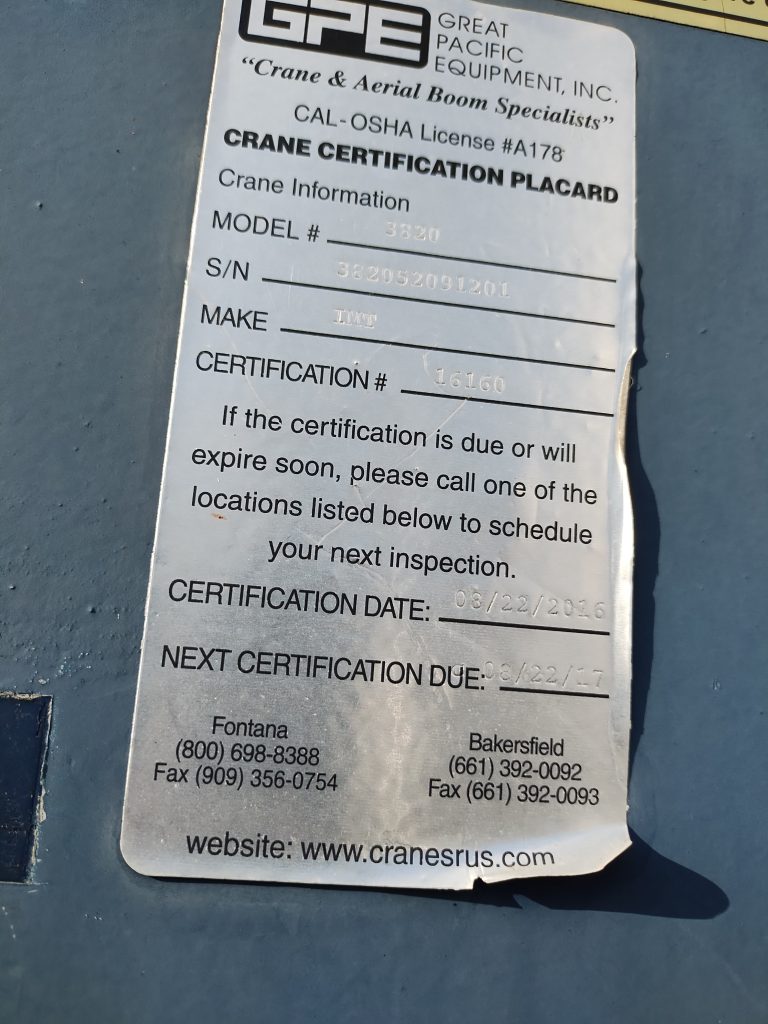 GPE GREAT
PACIFIC
EQUIPMENT, INC.
"Crane & Aerial Boom Specialists"
CAL-OSHA License #A178
CRANE CERTIFICATION PLACARD
Crane Information
MODEL # 3820
S/N 382052091201
MAKE IMT
CERTIFICATION # 16160
If the certification is due or will
expire soon, please call one of the
locations listed below to schedule
your next inspection.
CERTIFICATION DATE: 08/22/2016
NEXT CERTIFICATION DUE: 08/22/17
Fontana
(800) 698-8388
Fax (909) 356-0754
Bakersfield
(661) 392-0092
Fax (661) 392-0093
website: www.cranesrus.com